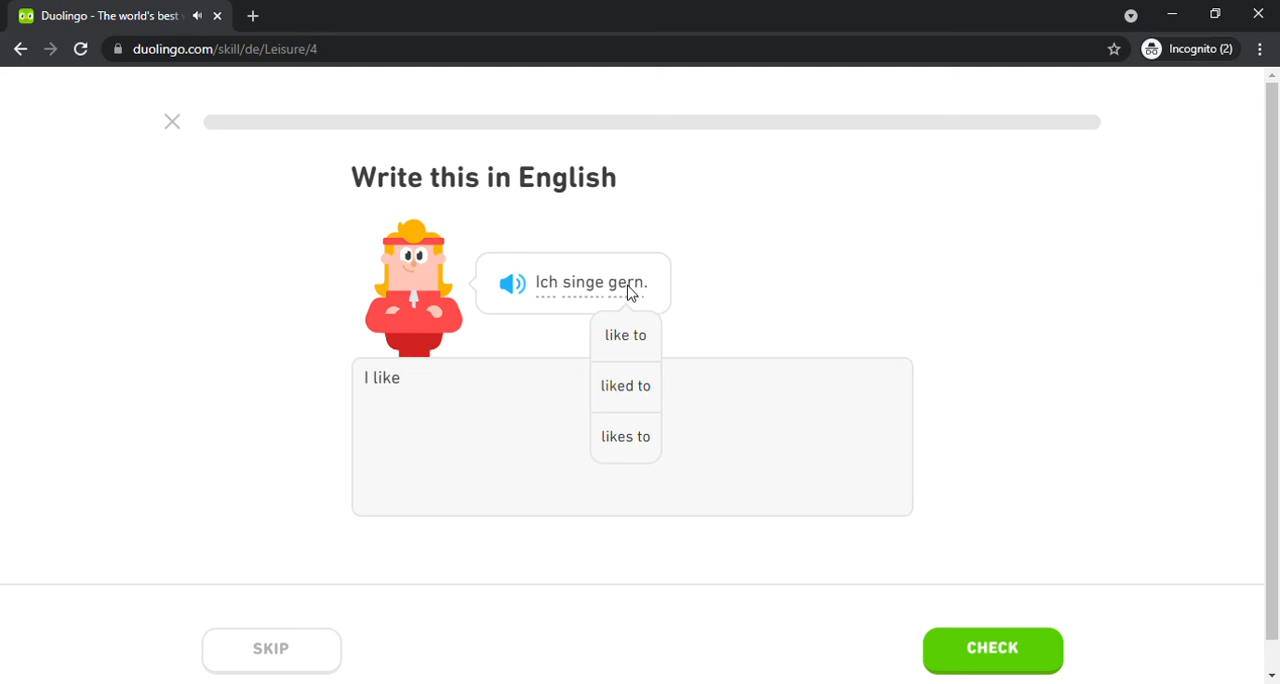 Duolingo - The world's best
duolingo.com/skill/de/Leisure/4
Incognito (2)
Write this in English
Ich singe gern.
like to
liked to
likes to
I like
SKIP
CHECK